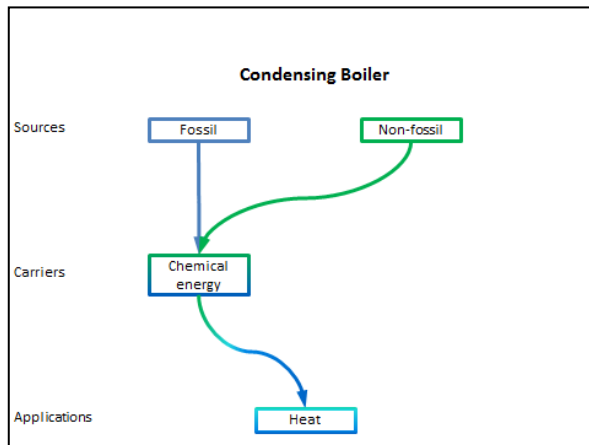 Condensing Boiler
Sources
Fossil
Non-fossil
Carriers
Chemical
energy
Applications
Heat